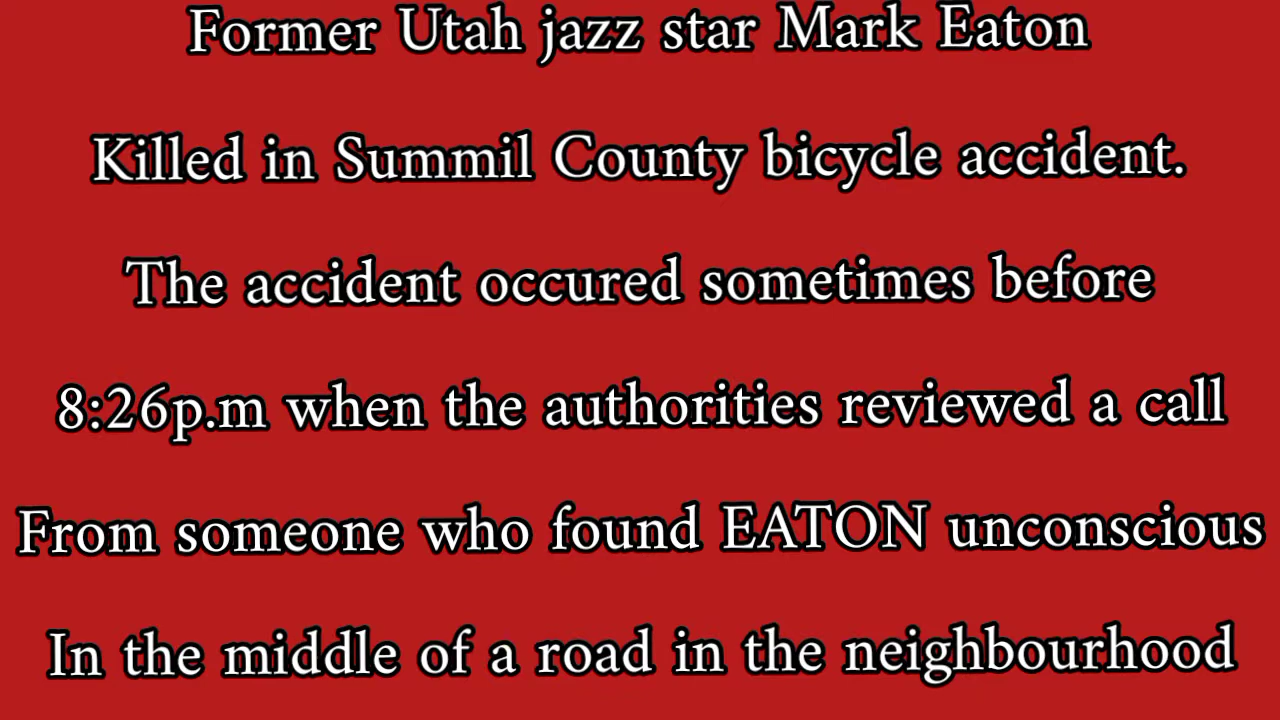 Former Utah jazz star Mark Eaton
Killed in Summil County bicycle accident.
The accident occured sometimes before
8:26p.m when the authorities reviewed a call
From someone who found EATON unconscious
In the middle of a road in the neighbourhood